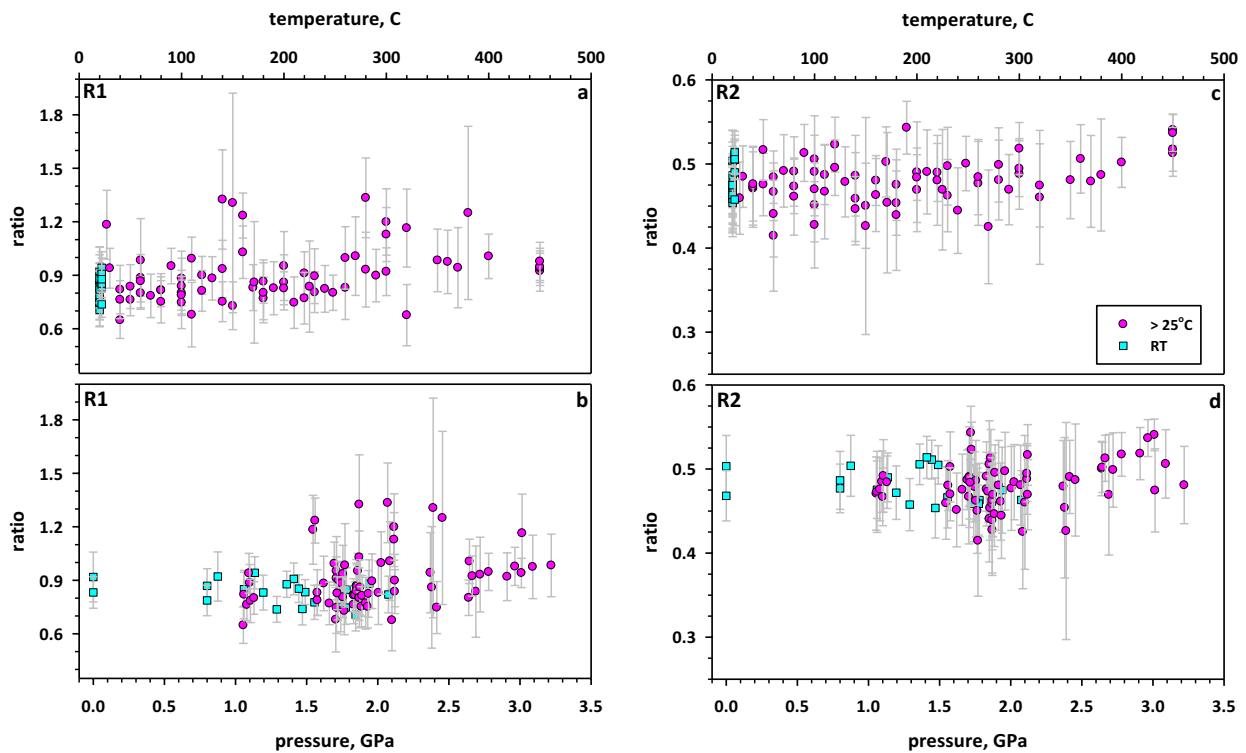 temperature, C
temperature, C
0 100 200 300 400 500
0 100 200 300 400 500
R1 a
R2 c
ratio
ratio
1.8
1.5
1.2
0.9
0.6
0.6
0.5
0.4
0.3
> 25°C
RT
R1 b
R2 d
ratio
ratio
1.8
1.5
1.2
0.9
0.6
0.6
0.5
0.4
0.3
0.0 0.5 1.0 1.5 2.0 2.5 3.0 3.5
0.0 0.5 1.0 1.5 2.0 2.5 3.0 3.5
pressure, GPa
pressure, GPa